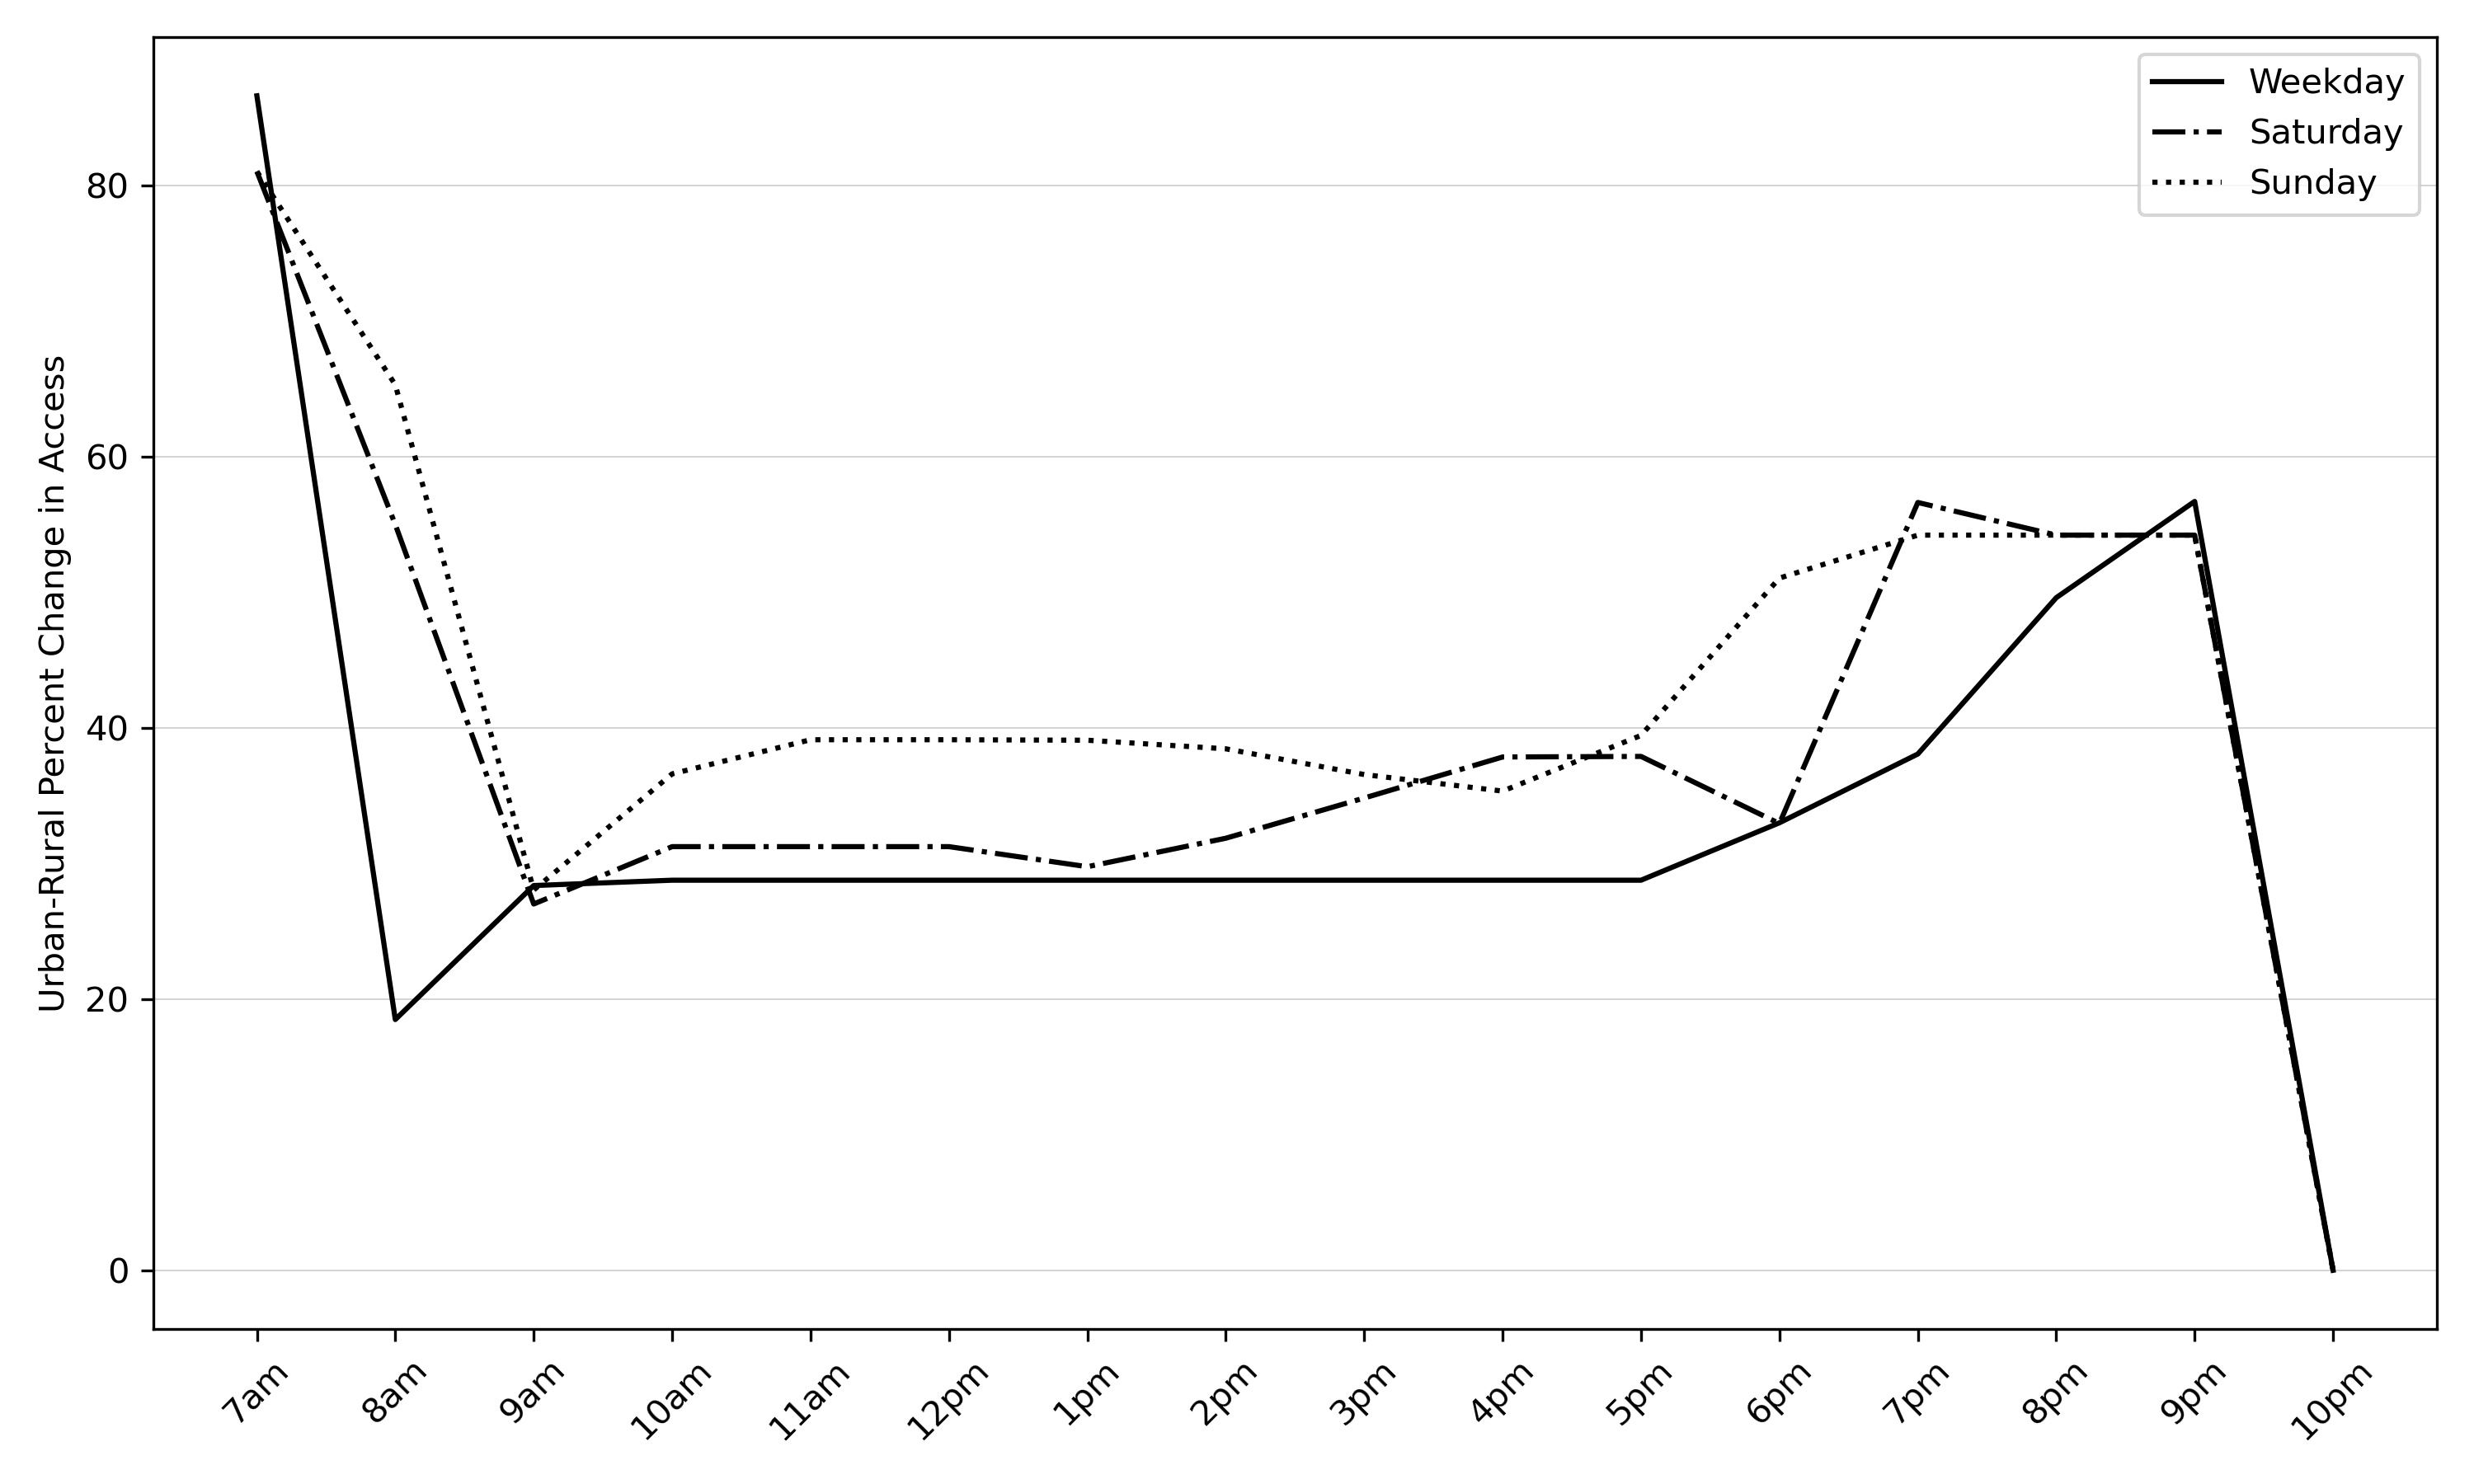 Weekday
Saturday
Sunday
Urban-Rural Percent Change in Access
80
60
40
20
0
7am
8am
9am
10am
11am
12pm
1pm
2pm
3pm
4pm
5pm
6pm
7pm
8pm
9pm
10pm